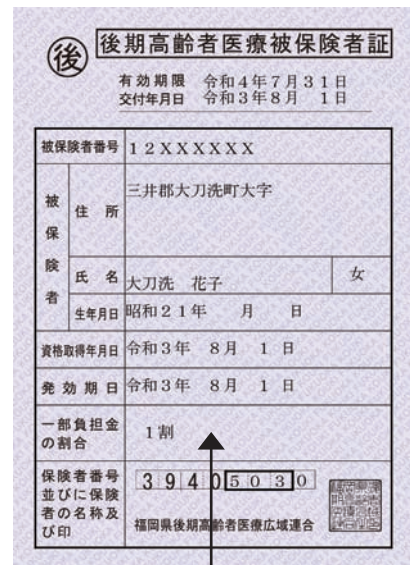 後 後期高齢者医療被保険者証
有効期限 令和4年7月31日
交付年月日 令和3年8月 1日
被保険者番号 12XXXXXX
被保険者 住所 三井郡大刀洗町大字
氏名 大刀洗 花子 女
生年月日 昭和21年 月 日
資格取得年月日 令和3年 8月 1日
発効期日 令和3年 8月 1日
一部負担金の割合 1割
保険者番号並びに保険者の名称及び印 39405030
福岡県後期高齢者医療広域連合